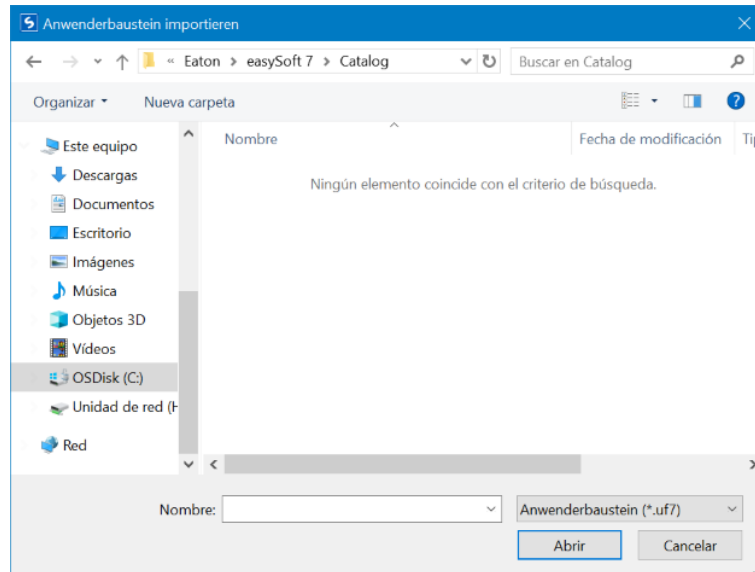 Anwenderbaustein importieren
« Eaton > easySoft 7 > Catalog
Buscar en Catalog
Organizar
Nueva carpeta
Nombre
Fecha de modificación
Ningún elemento coincide con el criterio de búsqueda.
Este equipo
Descargas
Documentos
Escritorio
Imágenes
Música
Objetos 3D
Vídeos
OSDisk (C:)
Unidad de red (H
Red
Nombre:
Anwenderbaustein (*.uf7)
Abrir
Cancelar